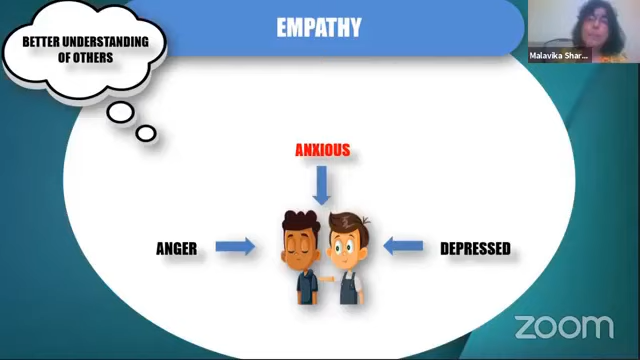 EMPATHY
BETTER UNDERSTANDING
OF OTHERS
Malavika Shar...
ANXIOUS
ANGER
DEPRESSED
zoom